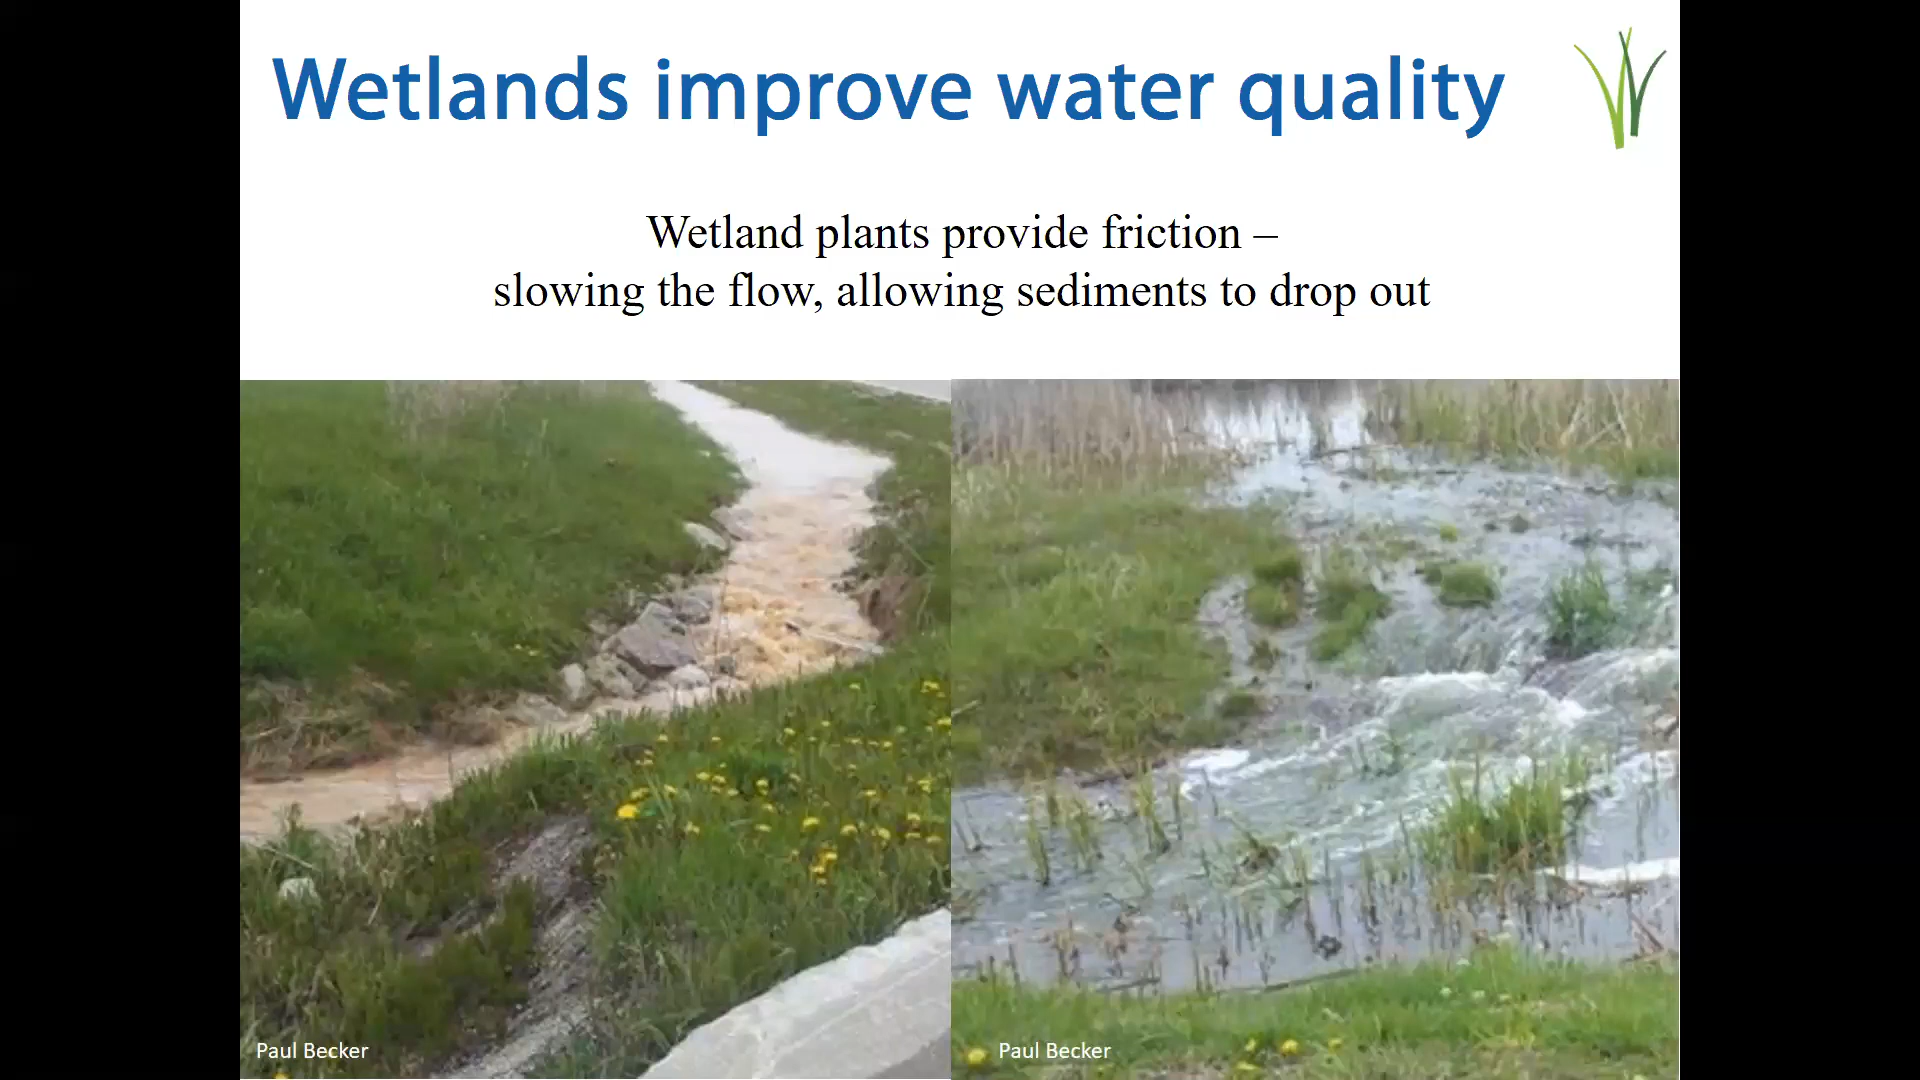 Wetlands improve water quality
Wetland plants provide friction –
slowing the flow, allowing sediments to drop out
Paul Becker
Paul Becker